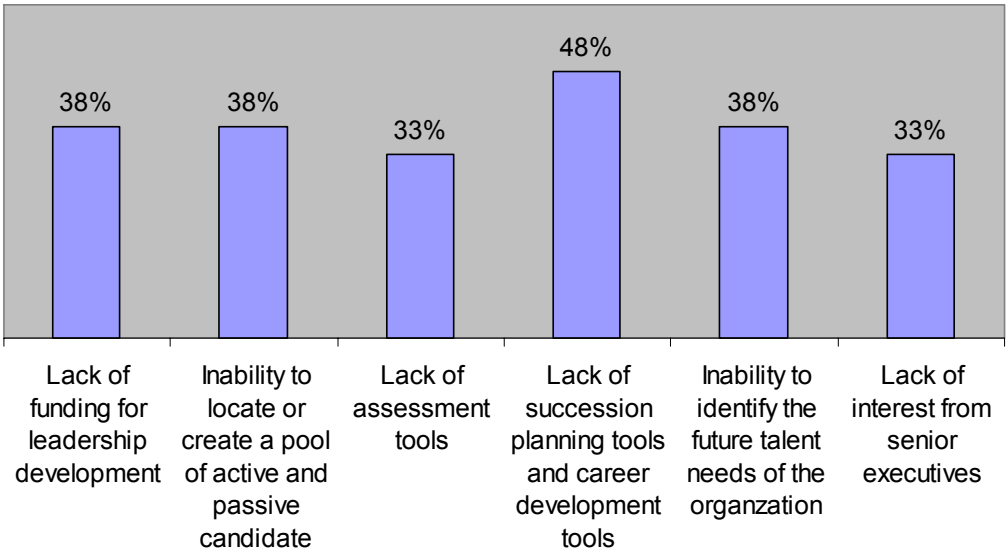 48%
38%
38%
38%
33%
33%
Lack of
funding for
leadership
development
Inability to
locate or
create a pool
of active and
passive
candidate
Lack of
assessment
tools
Lack of
succession
planning tools
and career
development
tools
Inability to
identify the
future talent
needs of the
organzation
Lack of
interest from
senior
executives